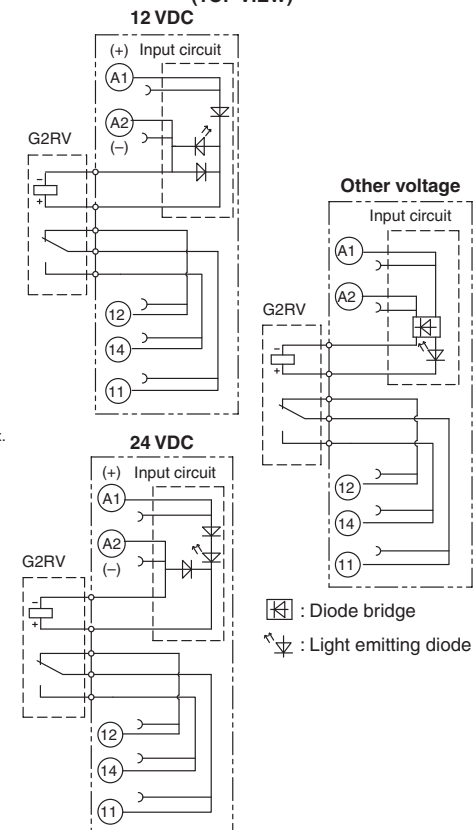 12 VDC
(+) Input circuit
A1
A2
(−)
G2RV
−
+
12
14
11
Other voltage
Input circuit
A1
A2
G2RV
−
+
12
14
11
24 VDC
(+) Input circuit
A1
A2
(−)
G2RV
−
+
12
14
11
: Diode bridge
: Light emitting diode